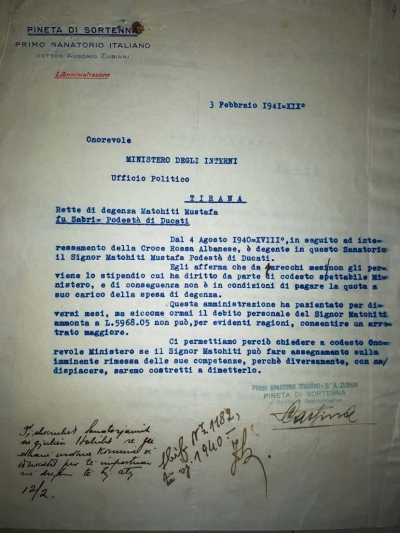 PINETA DI SORTENNA
PRIMO SANATORIO ITALIANO
DOTTOR AUSONIO ZUBIANI
L'Amministrazione
3 Febbraio 1941=XIX°
Onorevole
MINISTERO DEGLI INTERNI
Ufficio Politico
TIRANA
Rette di degenza Matohiti Mustafa
fu Sabri= Podestà di Ducati
Dal 4 Agosto 1940=XVIII°,in seguito ad inte-
ressamento della Croce Rossa Albanese, è degente in questo Sanatorio
il Signor Matohiti Mustafa Podestà di Ducati.
Egli afferma che da parecchi mesi non gli per-
viene lo stipendio cui ha diritto da parte di codesto spettabile Mi-
nistero, e di conseguenza non è in condizioni di pagare la quota a
suo carico della spesa di degenza.
Questa amministrazione ha pazientato per di-
versi mesi, ma siccome ormai il debito personale del Signor Matohiti
ammonta a L.5968.05 non può,per evidenti ragioni, consentire un arre-
trato maggiore.
Ci permettiamo perciò chiedere a codesto Ono-
revole Ministero se il Signor Matohiti può fare assegnamento sulla
imminente rimessa delle sue competenze, perchè diversamente, con ns/
dispiacere, saremo costretti a dimetterlo.
PRIMO SANATORIO ITALIANO - Dr A. ZUBIANI
PINETA DI SORTENNA
1182
1940
12/2.